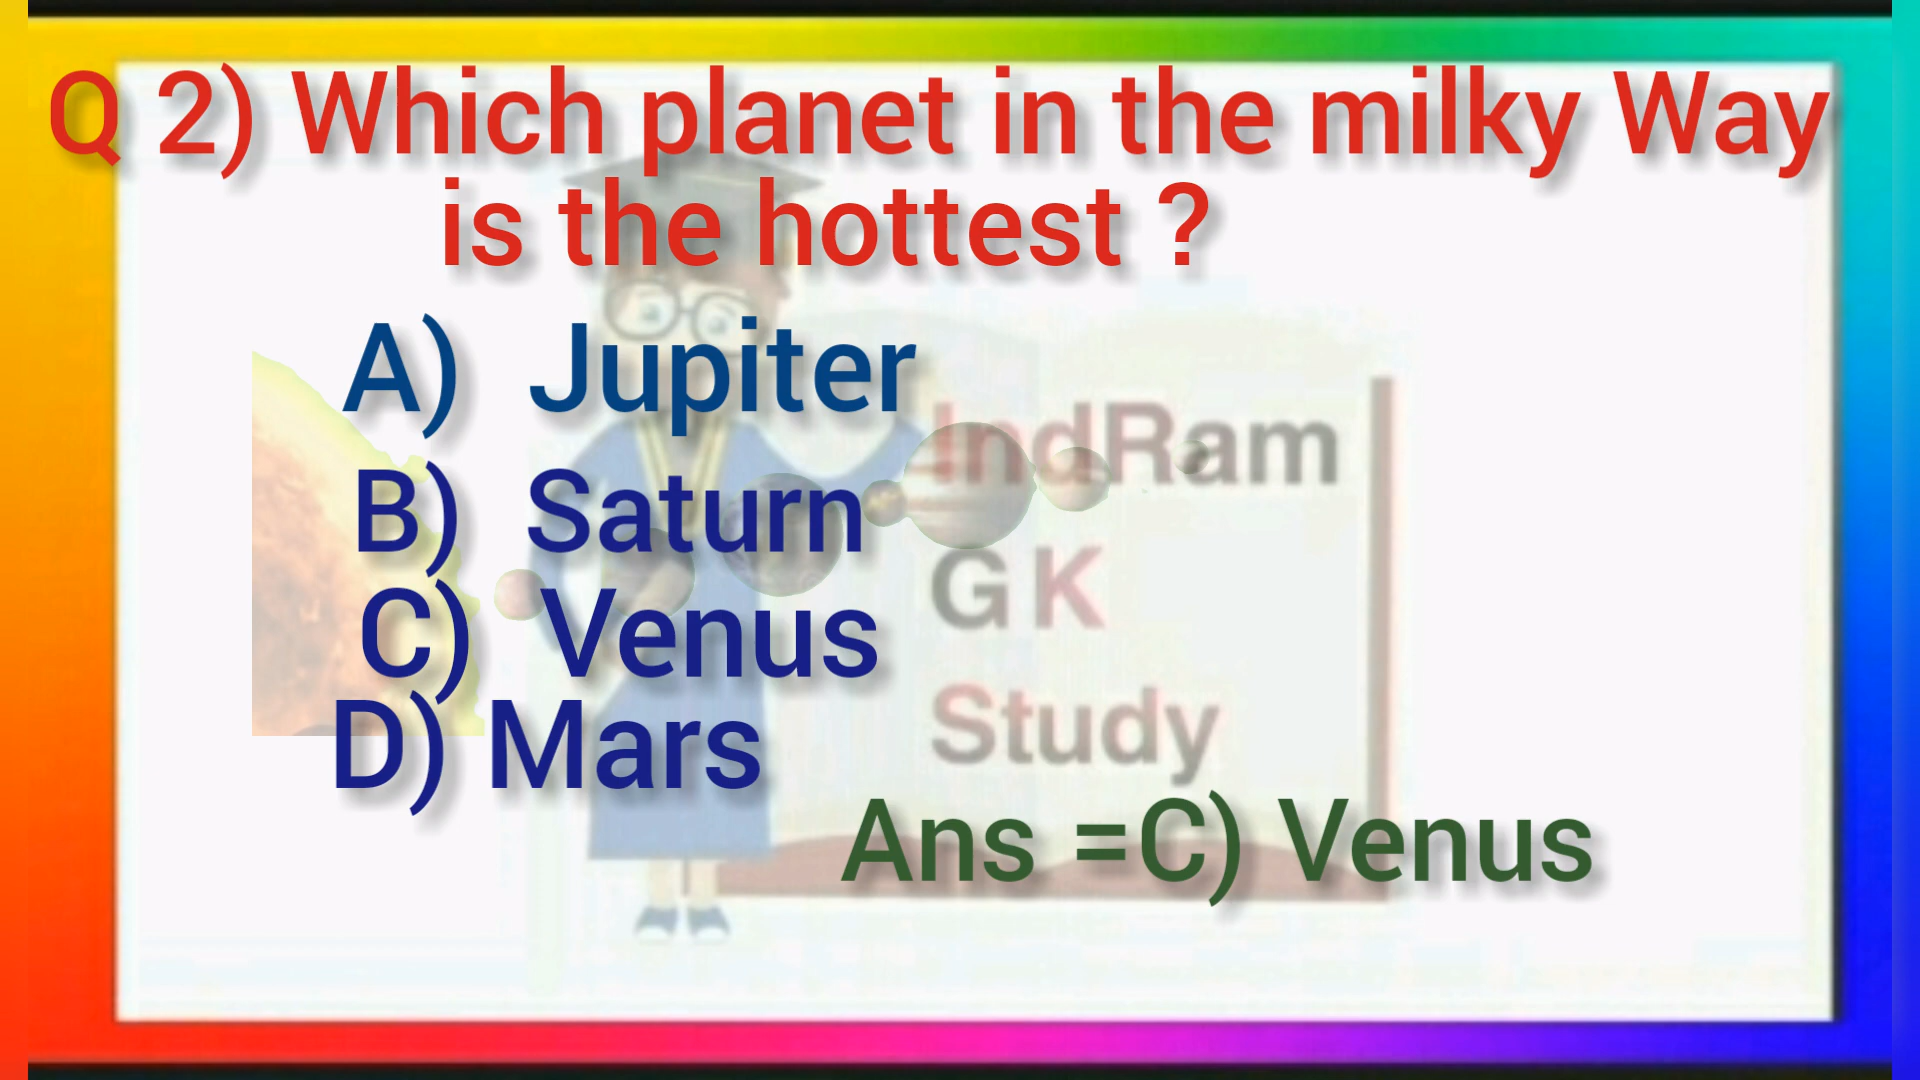 Q 2) Which planet in the milky Way
is the hottest ?
A) Jupiter
B) Saturn
C) Venus
D) Mars
IndRam
G K
Study
Ans =C) Venus